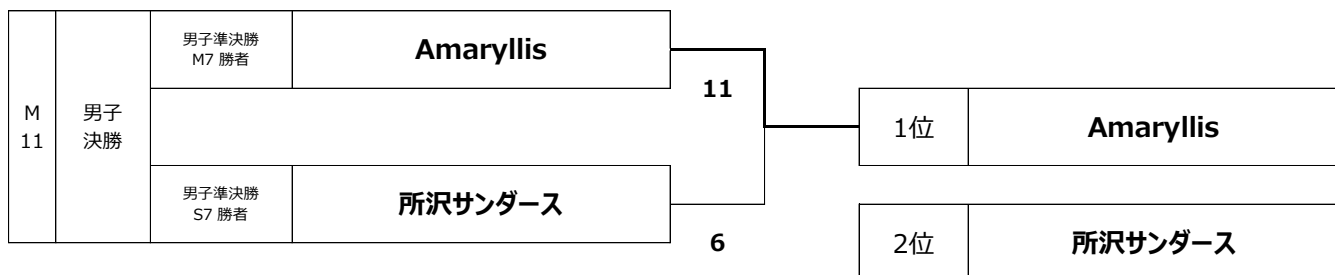 M
11
男子
決勝
男子準決勝
M7 勝者
Amaryllis
11
男子準決勝
S7 勝者
所沢サンダース
6
1位
Amaryllis
2位
所沢サンダース